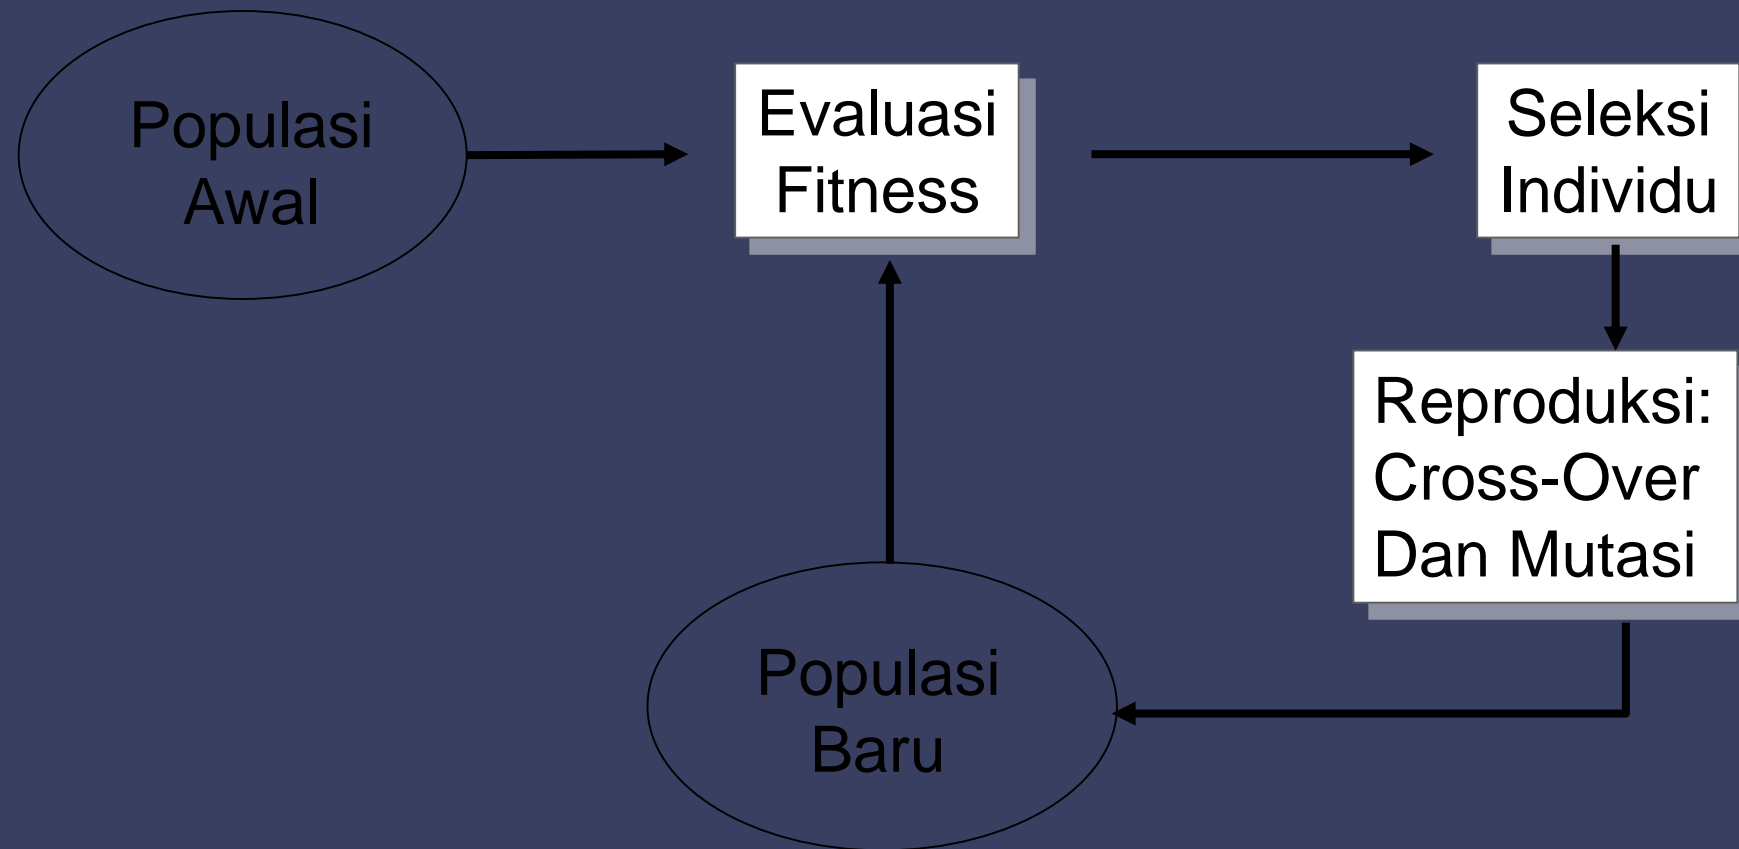 Populasi
Awal
Evaluasi
Fitness
Seleksi
Individu
Reproduksi:
Cross-Over
Dan Mutasi
Populasi
Baru